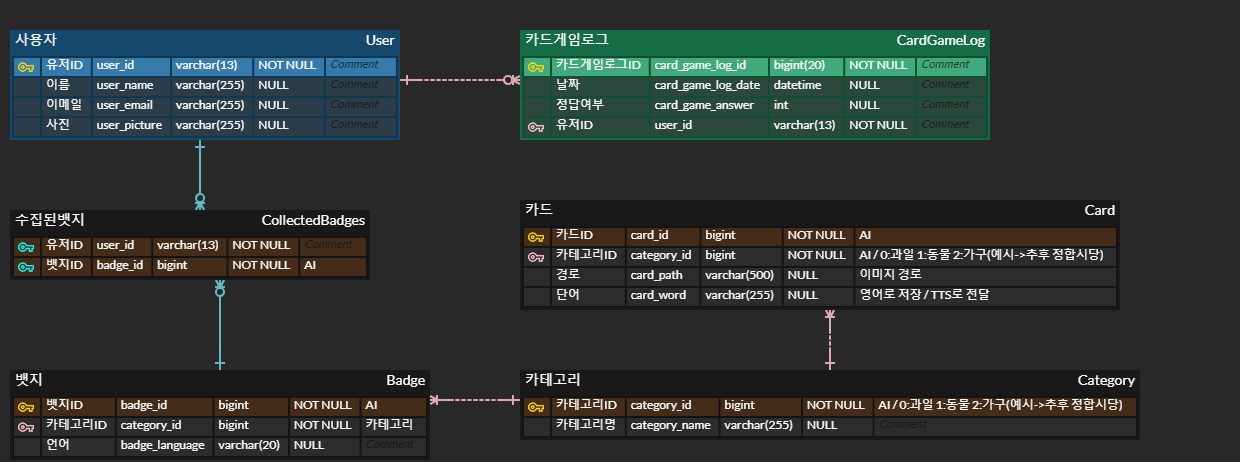 사용자 User
유저ID user_id varchar(13) NOT NULL Comment
이름 user_name varchar(255) NULL Comment
이메일 user_email varchar(255) NULL Comment
사진 user_picture varchar(255) NULL Comment
카드게임로그 CardGameLog
카드게임로그ID card_game_log_id bigint(20) NOT NULL Comment
날짜 card_game_log_date datetime NULL Comment
정답여부 card_game_answer int NULL Comment
유저ID user_id varchar(13) NOT NULL Comment
수집된뱃지 CollectedBadges
유저ID user_id varchar(13) NOT NULL Comment
뱃지ID badge_id bigint NOT NULL AI
카드 Card
카드ID card_id bigint NOT NULL AI
카테고리ID category_id bigint NOT NULL AI / 0:과일 1:동물 2:가구(예시->추후 정합시당)
경로 card_path varchar(500) NULL 이미지 경로
단어 card_word varchar(255) NULL 영어로 저장 / TTS로 전달
뱃지 Badge
뱃지ID badge_id bigint NOT NULL AI
카테고리ID category_id bigint NOT NULL 카테고리
언어 badge_language varchar(20) NULL Comment
카테고리 Category
카테고리ID category_id bigint NOT NULL AI / 0:과일 1:동물 2:가구(예시->추후 정합시당)
카테고리명 category_name varchar(255) NULL Comment